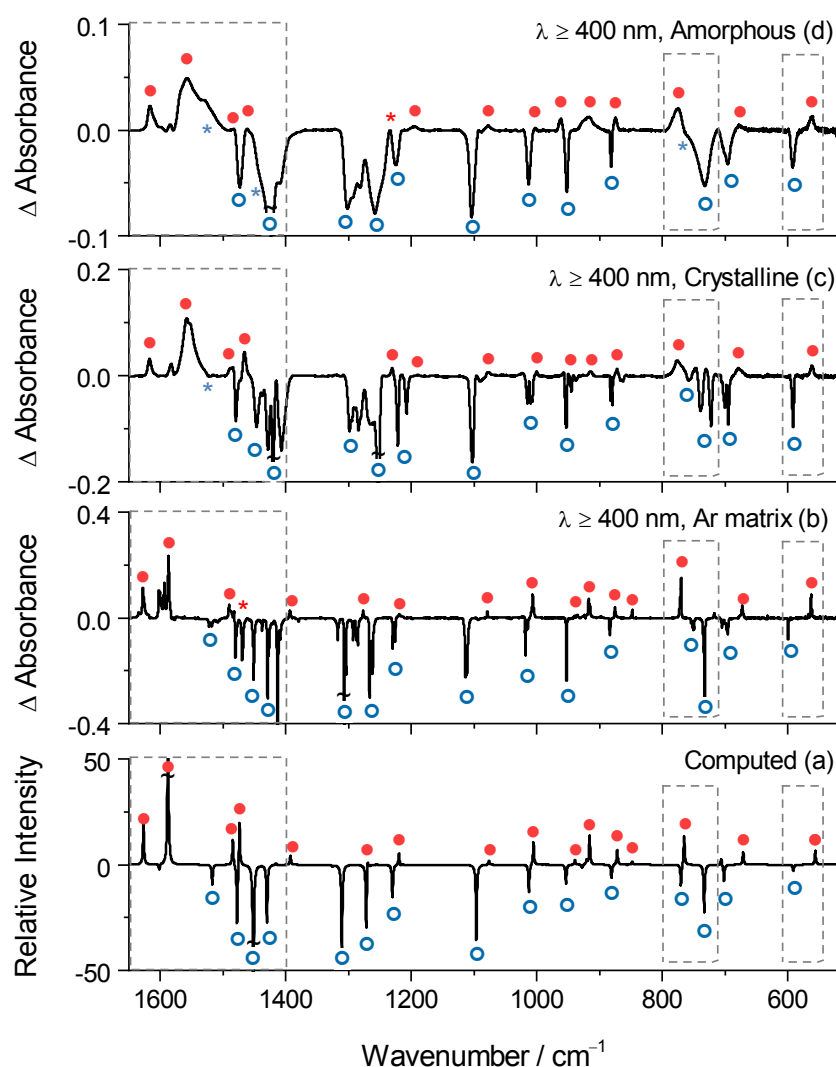 λ ≥ 400 nm, Amorphous (d)
Δ Absorbance
0.1
0.0
-0.1
λ ≥ 400 nm, Crystalline (c)
Δ Absorbance
0.2
0.0
-0.2
λ ≥ 400 nm, Ar matrix (b)
Δ Absorbance
0.4
0.0
-0.4
Computed (a)
Relative Intensity
50
0
-50
1600 1400 1200 1000 800 600
Wavenumber / cm⁻¹